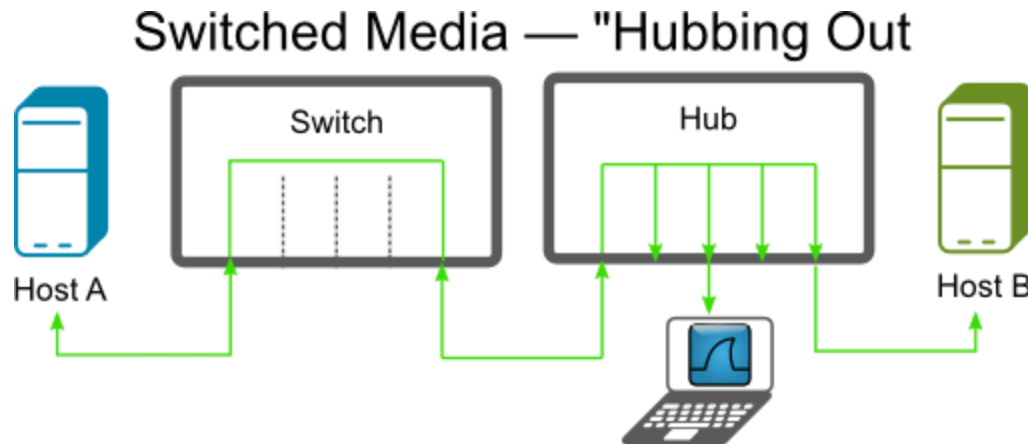 Switched Media — "Hubbing Out
Switch
Hub
Host A
Host B